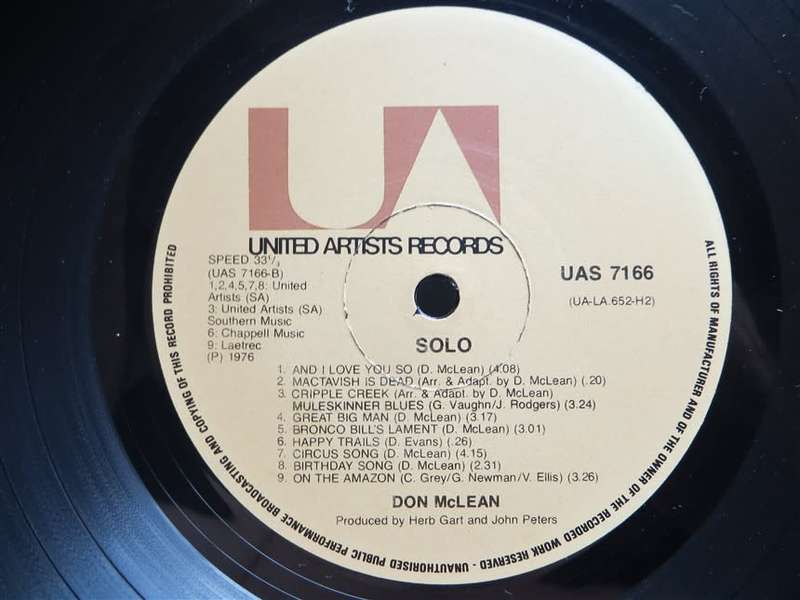 UA
UNITED ARTISTS RECORDS
SPEED 33⅓
(UAS 7166-B)
1,2,4,5,7,8: United
Artists (SA)
3: United Artists (SA)
Southern Music
6: Chappell Music
9: Laetrec
(P) 1976
UAS 7166
(UA-LA.652-H2)
SOLO
1. AND I LOVE YOU SO (D. McLean) (4.08)
2. MACTAVISH IS DEAD (Arr. & Adapt. by D. McLean) (.20)
3. CRIPPLE CREEK (Arr. & Adapt. by D. McLean)
MULESKINNER BLUES (G. Vaughn/J. Rodgers) (3.24)
4. GREAT BIG MAN (D. McLean) (3.17)
5. BRONCO BILL'S LAMENT (D. McLean) (3.01)
6. HAPPY TRAILS (D. Evans) (.26)
7. CIRCUS SONG (D. McLean) (4.15)
8. BIRTHDAY SONG (D. McLean) (2.31)
9. ON THE AMAZON (C. Grey/G. Newman/V. Ellis) (3.26)
DON McLEAN
Produced by Herb Gart and John Peters
ALL RIGHTS OF MANUFACTURER AND OF THE OWNER OF THE RECORDED WORK RESERVED - UNAUTHORISED PUBLIC PERFORMANCE BROADCASTING AND COPYING OF THIS RECORD PROHIBITED